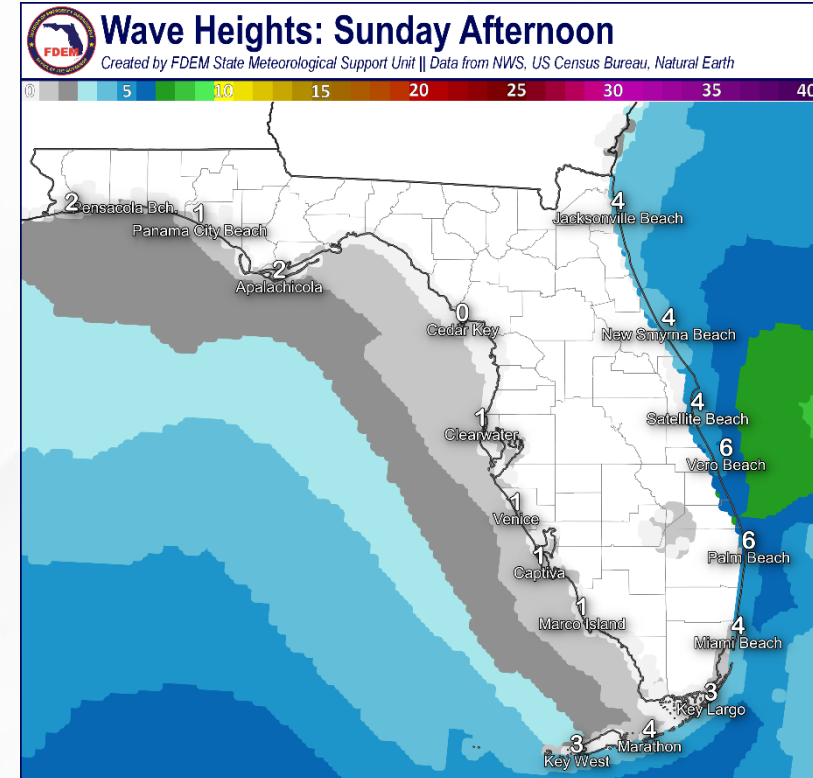 FDEM
Wave Heights: Sunday Afternoon
Created by FDEM State Meteorological Support Unit || Data from NWS, US Census Bureau, Natural Earth
0 5 10 15 20 25 30 35 40
4
Jacksonville Beach
2
Pensacola Bch.
1
Panama City Beach
2
Apalachicola
0
Cedar Key
4
New Smyrna Beach
4
Satellite Beach
1
Clearwater
6
Vero Beach
1
Venice
6
Palm Beach
1
Captiva
1
Marco Island
4
Miami Beach
3
Key Largo
4
Marathon
3
Key West